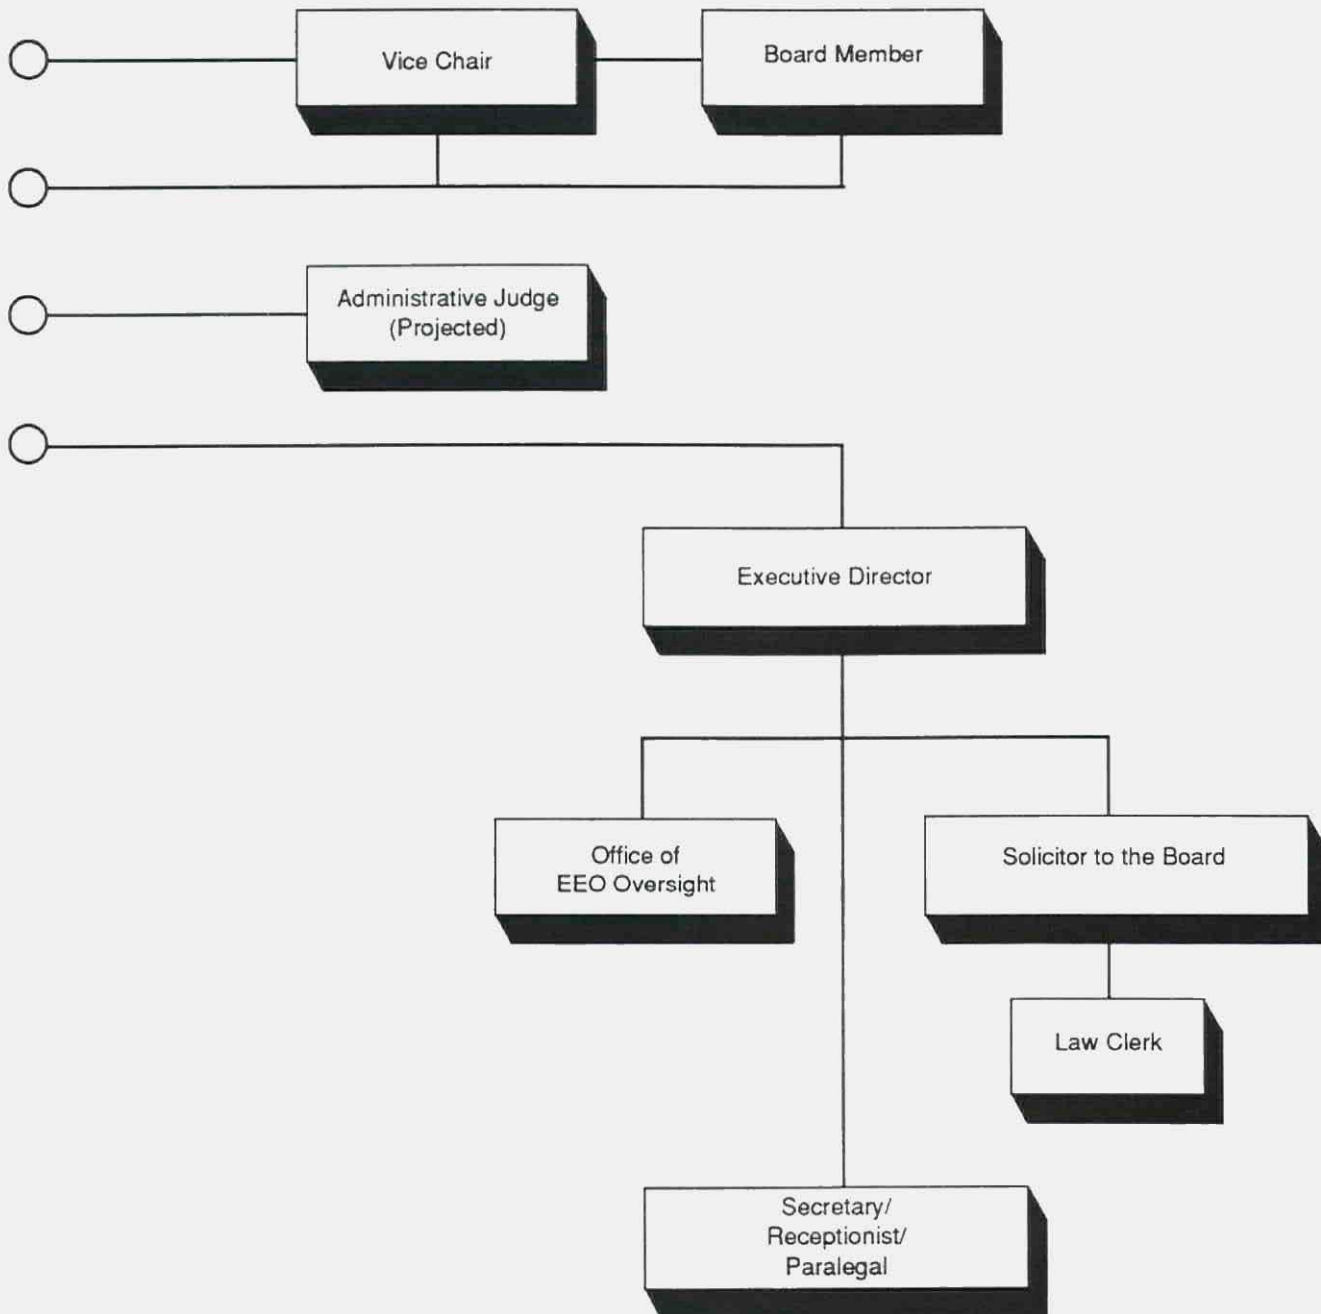 Vice Chair
Board Member
Administrative Judge
(Projected)
Executive Director
Office of
EEO Oversight
Solicitor to the Board
Law Clerk
Secretary/
Receptionist/
Paralegal